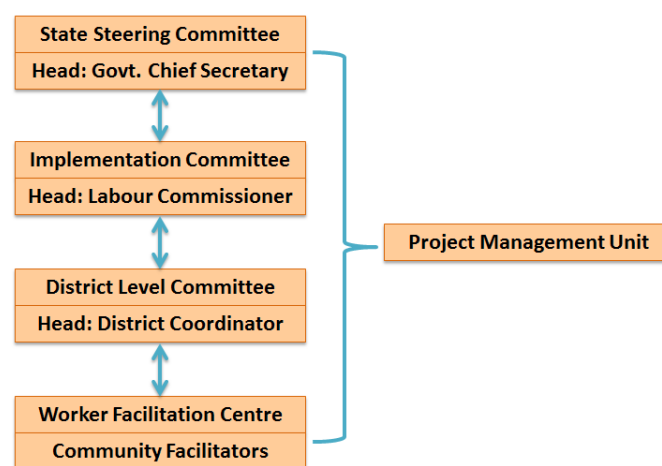 State Steering Committee
Head: Govt. Chief Secretary
Implementation Committee
Head: Labour Commissioner
District Level Committee
Head: District Coordinator
Worker Facilitation Centre
Community Facilitators
Project Management Unit